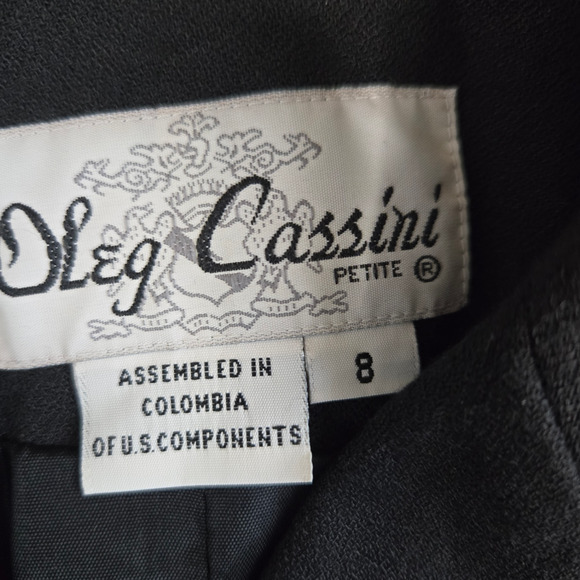 Oleg Cassini
PETITE ®
8
ASSEMBLED IN
COLOMBIA
OF U.S. COMPONENTS